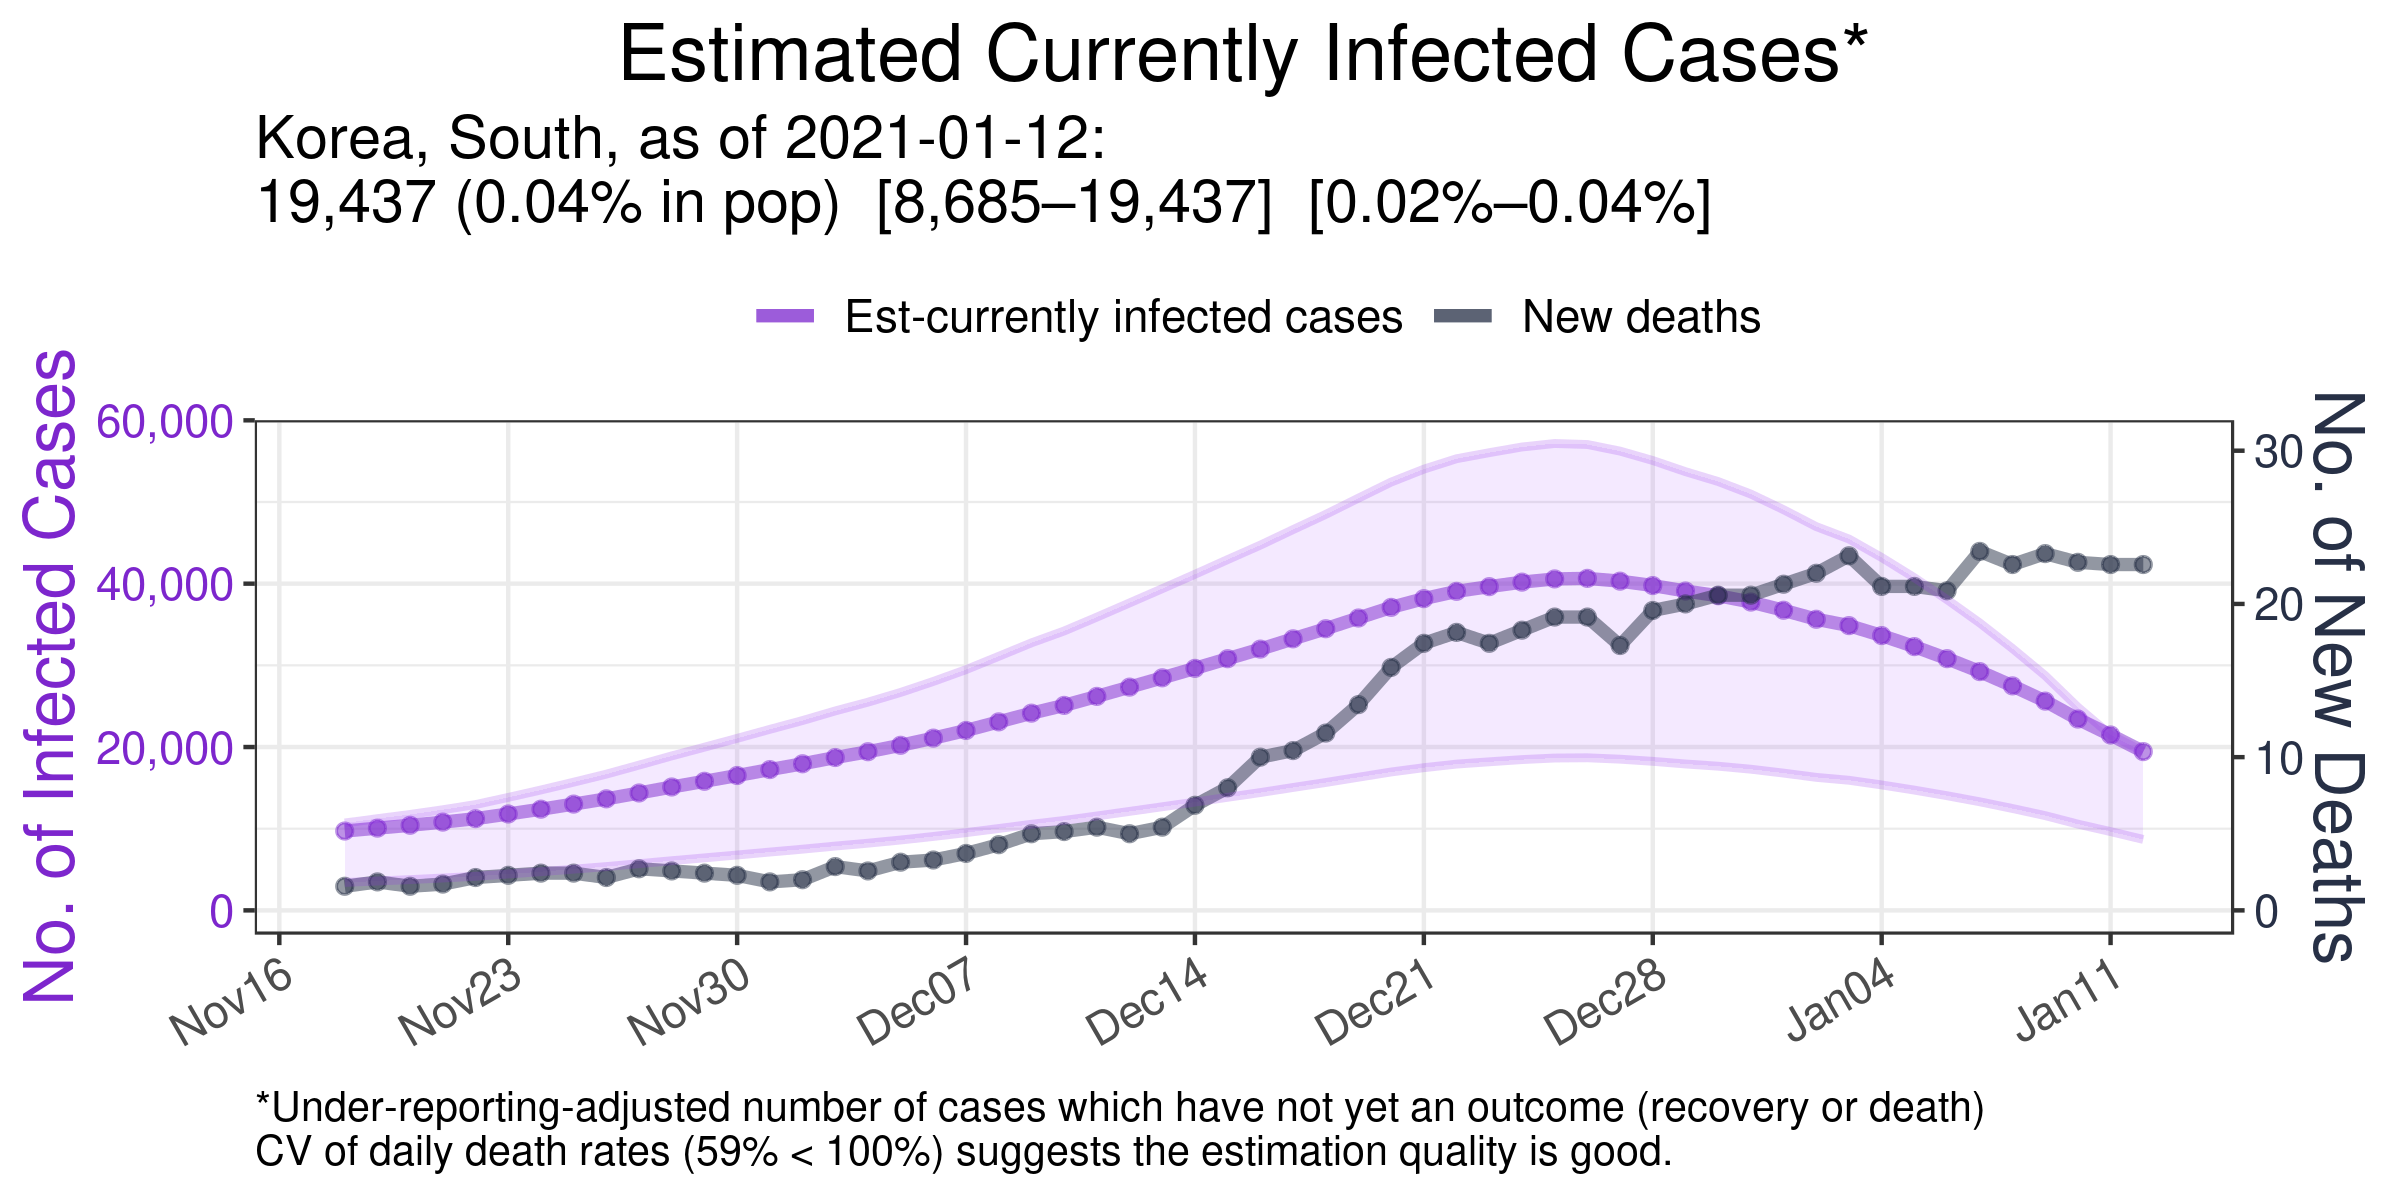 Estimated Currently Infected Cases*
Korea, South, as of 2021-01-12:
19,437 (0.04% in pop)  [8,685–19,437]  [0.02%–0.04%]
Est-currently infected cases
New deaths
No. of Infected Cases
60,000
40,000
20,000
0
30
20
10
0
No. of New Deaths
Nov16
Nov23
Nov30
Dec07
Dec14
Dec21
Dec28
Jan04
Jan11
*Under-reporting-adjusted number of cases which have not yet an outcome (recovery or death)
CV of daily death rates (59% < 100%) suggests the estimation quality is good.